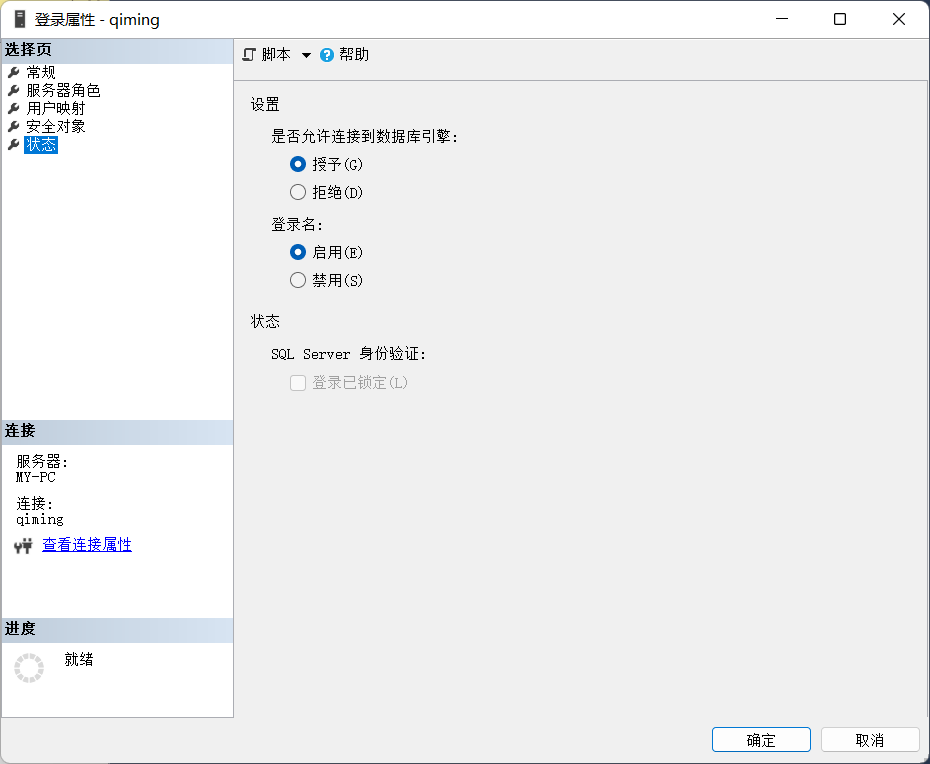 登录属性 - qiming
选择页
常规
服务器角色
用户映射
安全对象
状态
脚本
帮助
设置
是否允许连接到数据库引擎:
授予(G)
拒绝(D)
登录名:
启用(E)
禁用(S)
状态
SQL Server 身份验证:
登录已锁定(L)
连接
服务器:
MY-PC
连接:
qiming
查看连接属性
进度
就绪
确定
取消